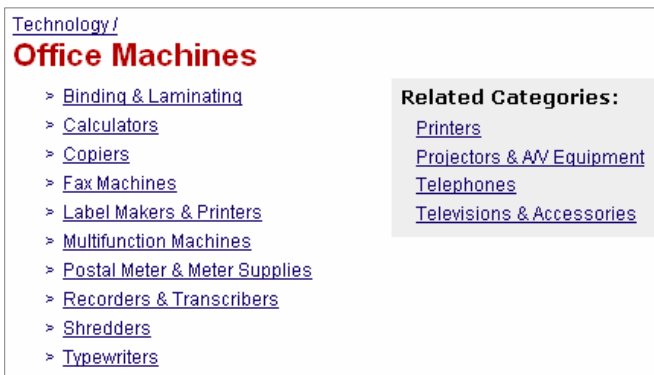 Technology /
Office Machines
> Binding & Laminating
> Calculators
> Copiers
> Fax Machines
> Label Makers & Printers
> Multifunction Machines
> Postal Meter & Meter Supplies
> Recorders & Transcribers
> Shredders
> Typewriters
Related Categories:
Printers
Projectors & A/V Equipment
Telephones
Televisions & Accessories